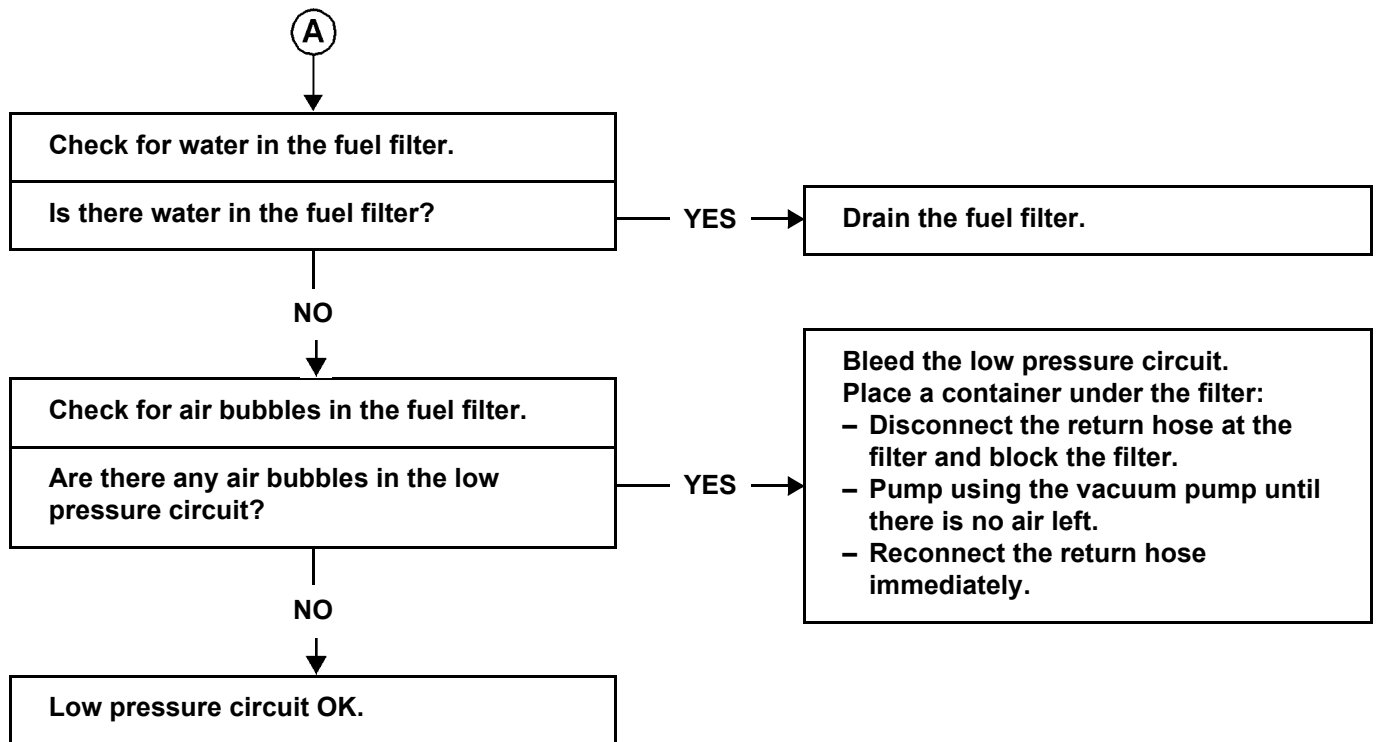 A
Check for water in the fuel filter.
Is there water in the fuel filter?
YES
Drain the fuel filter.
NO
Check for air bubbles in the fuel filter.
Are there any air bubbles in the low
pressure circuit?
YES
Bleed the low pressure circuit.
Place a container under the filter:
– Disconnect the return hose at the
filter and block the filter.
– Pump using the vacuum pump until
there is no air left.
– Reconnect the return hose
immediately.
NO
Low pressure circuit OK.